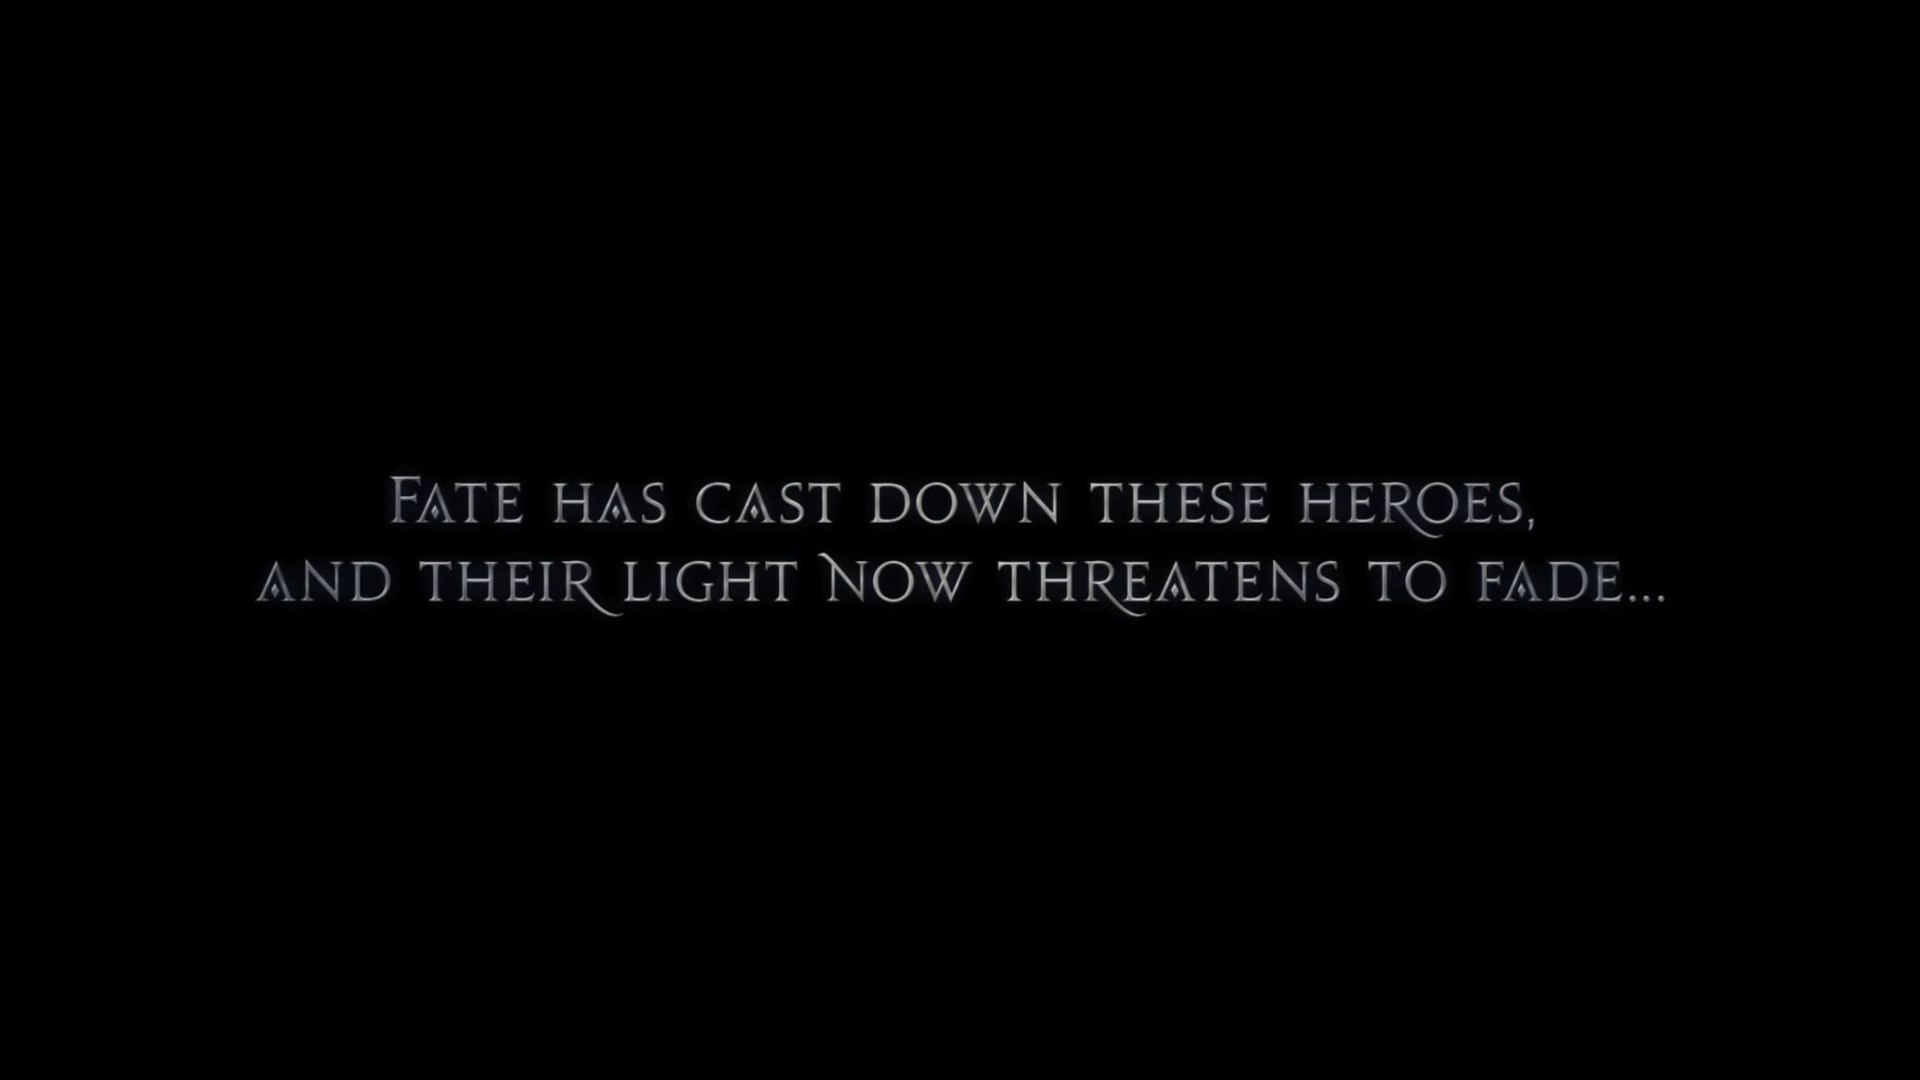 Fate has cast down these heroes,
and their light now threatens to fade...